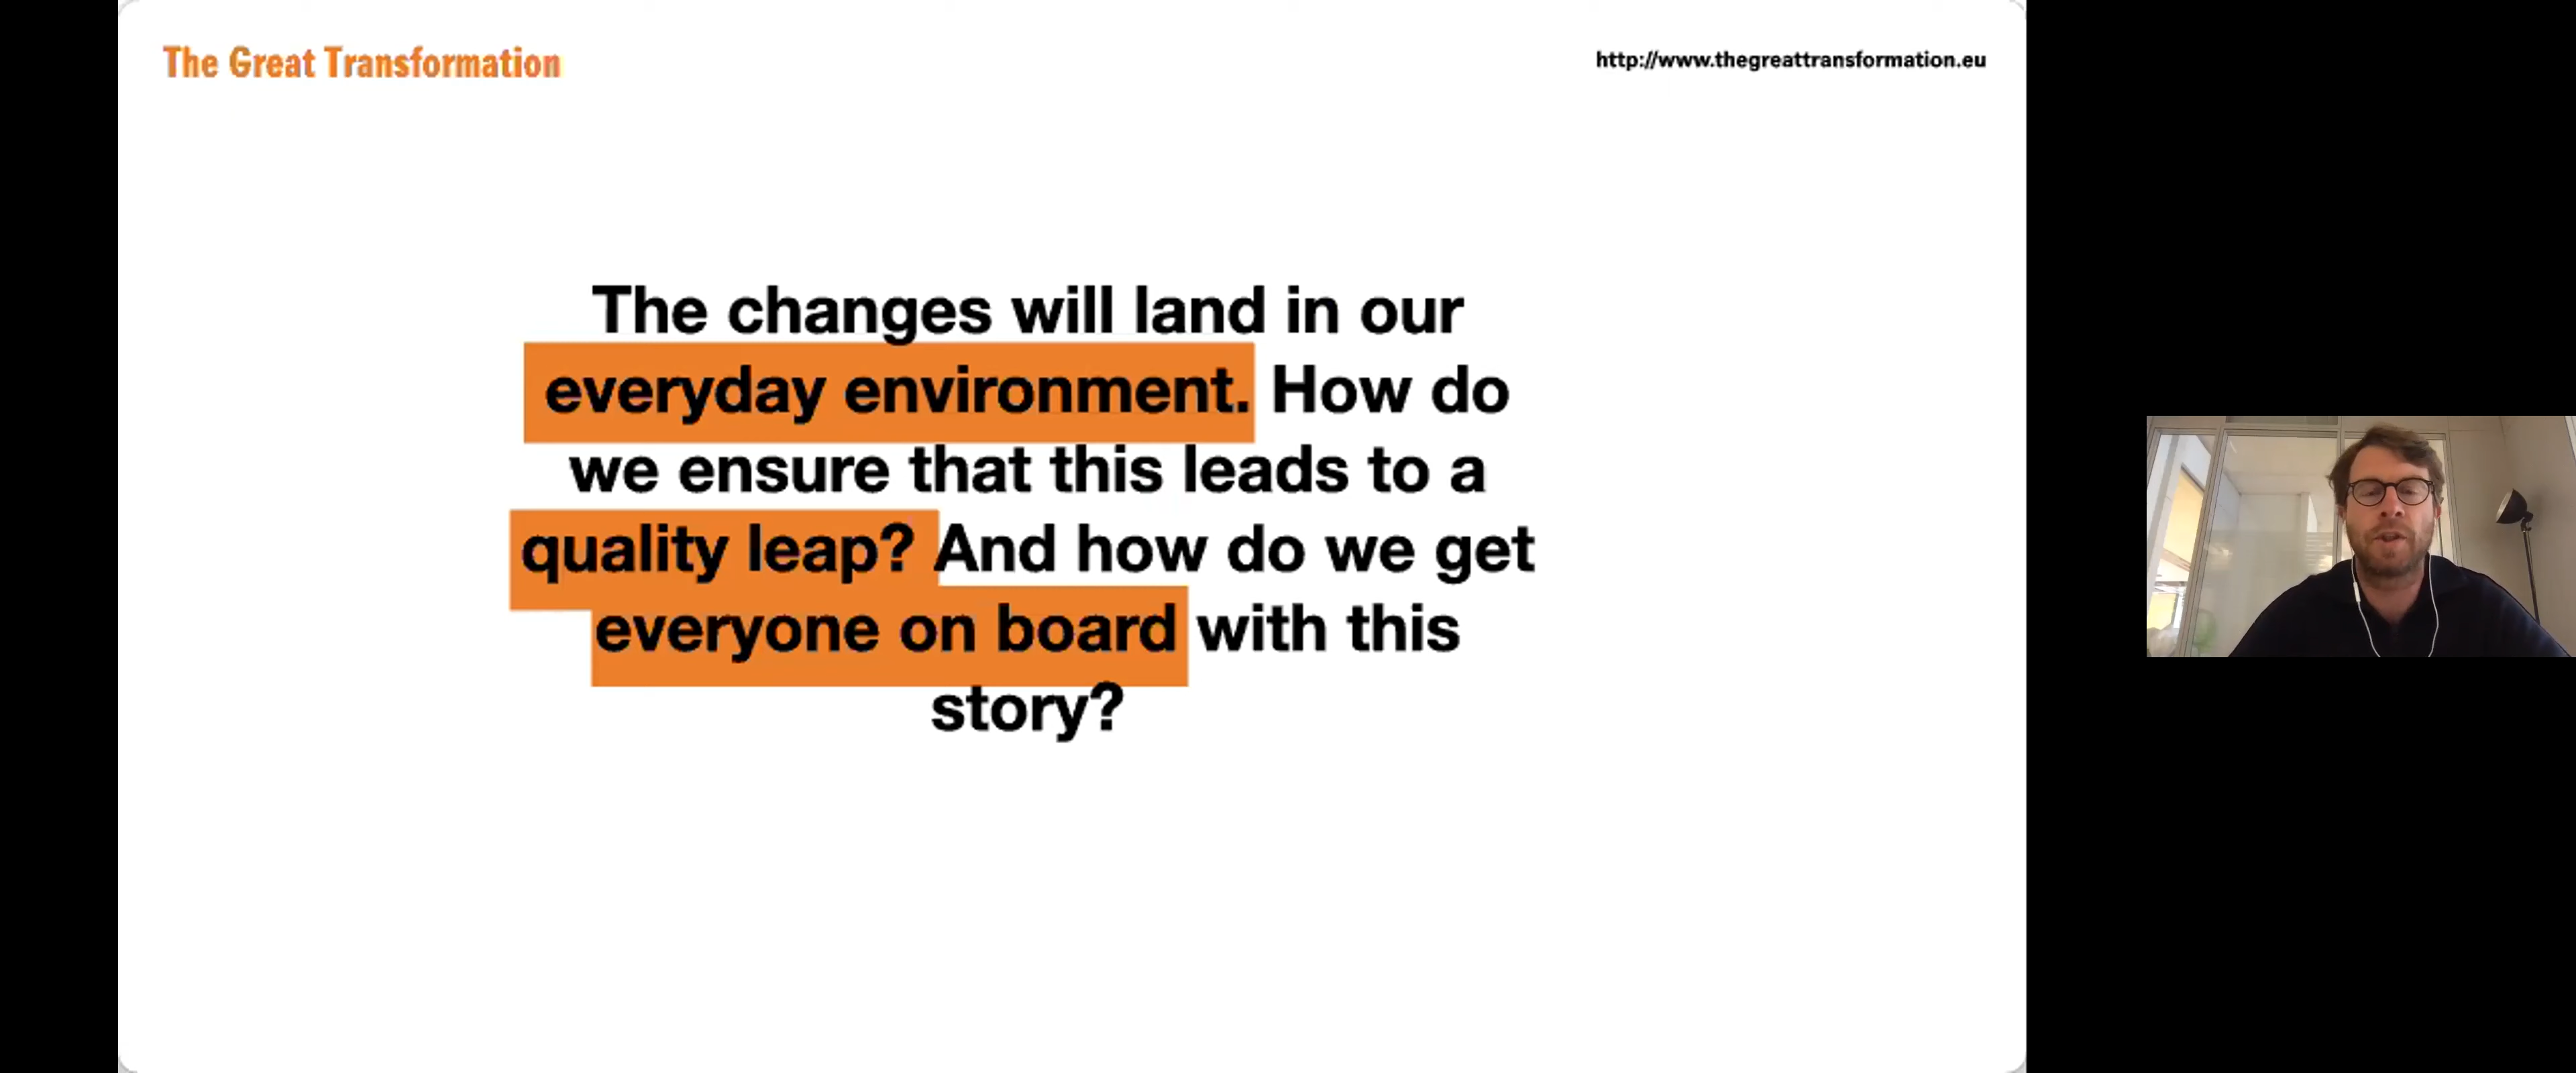 The Great Transformation
http://www.thegreattransformation.eu
The changes will land in our
everyday environment. How do
we ensure that this leads to a
quality leap? And how do we get
everyone on board with this
story?